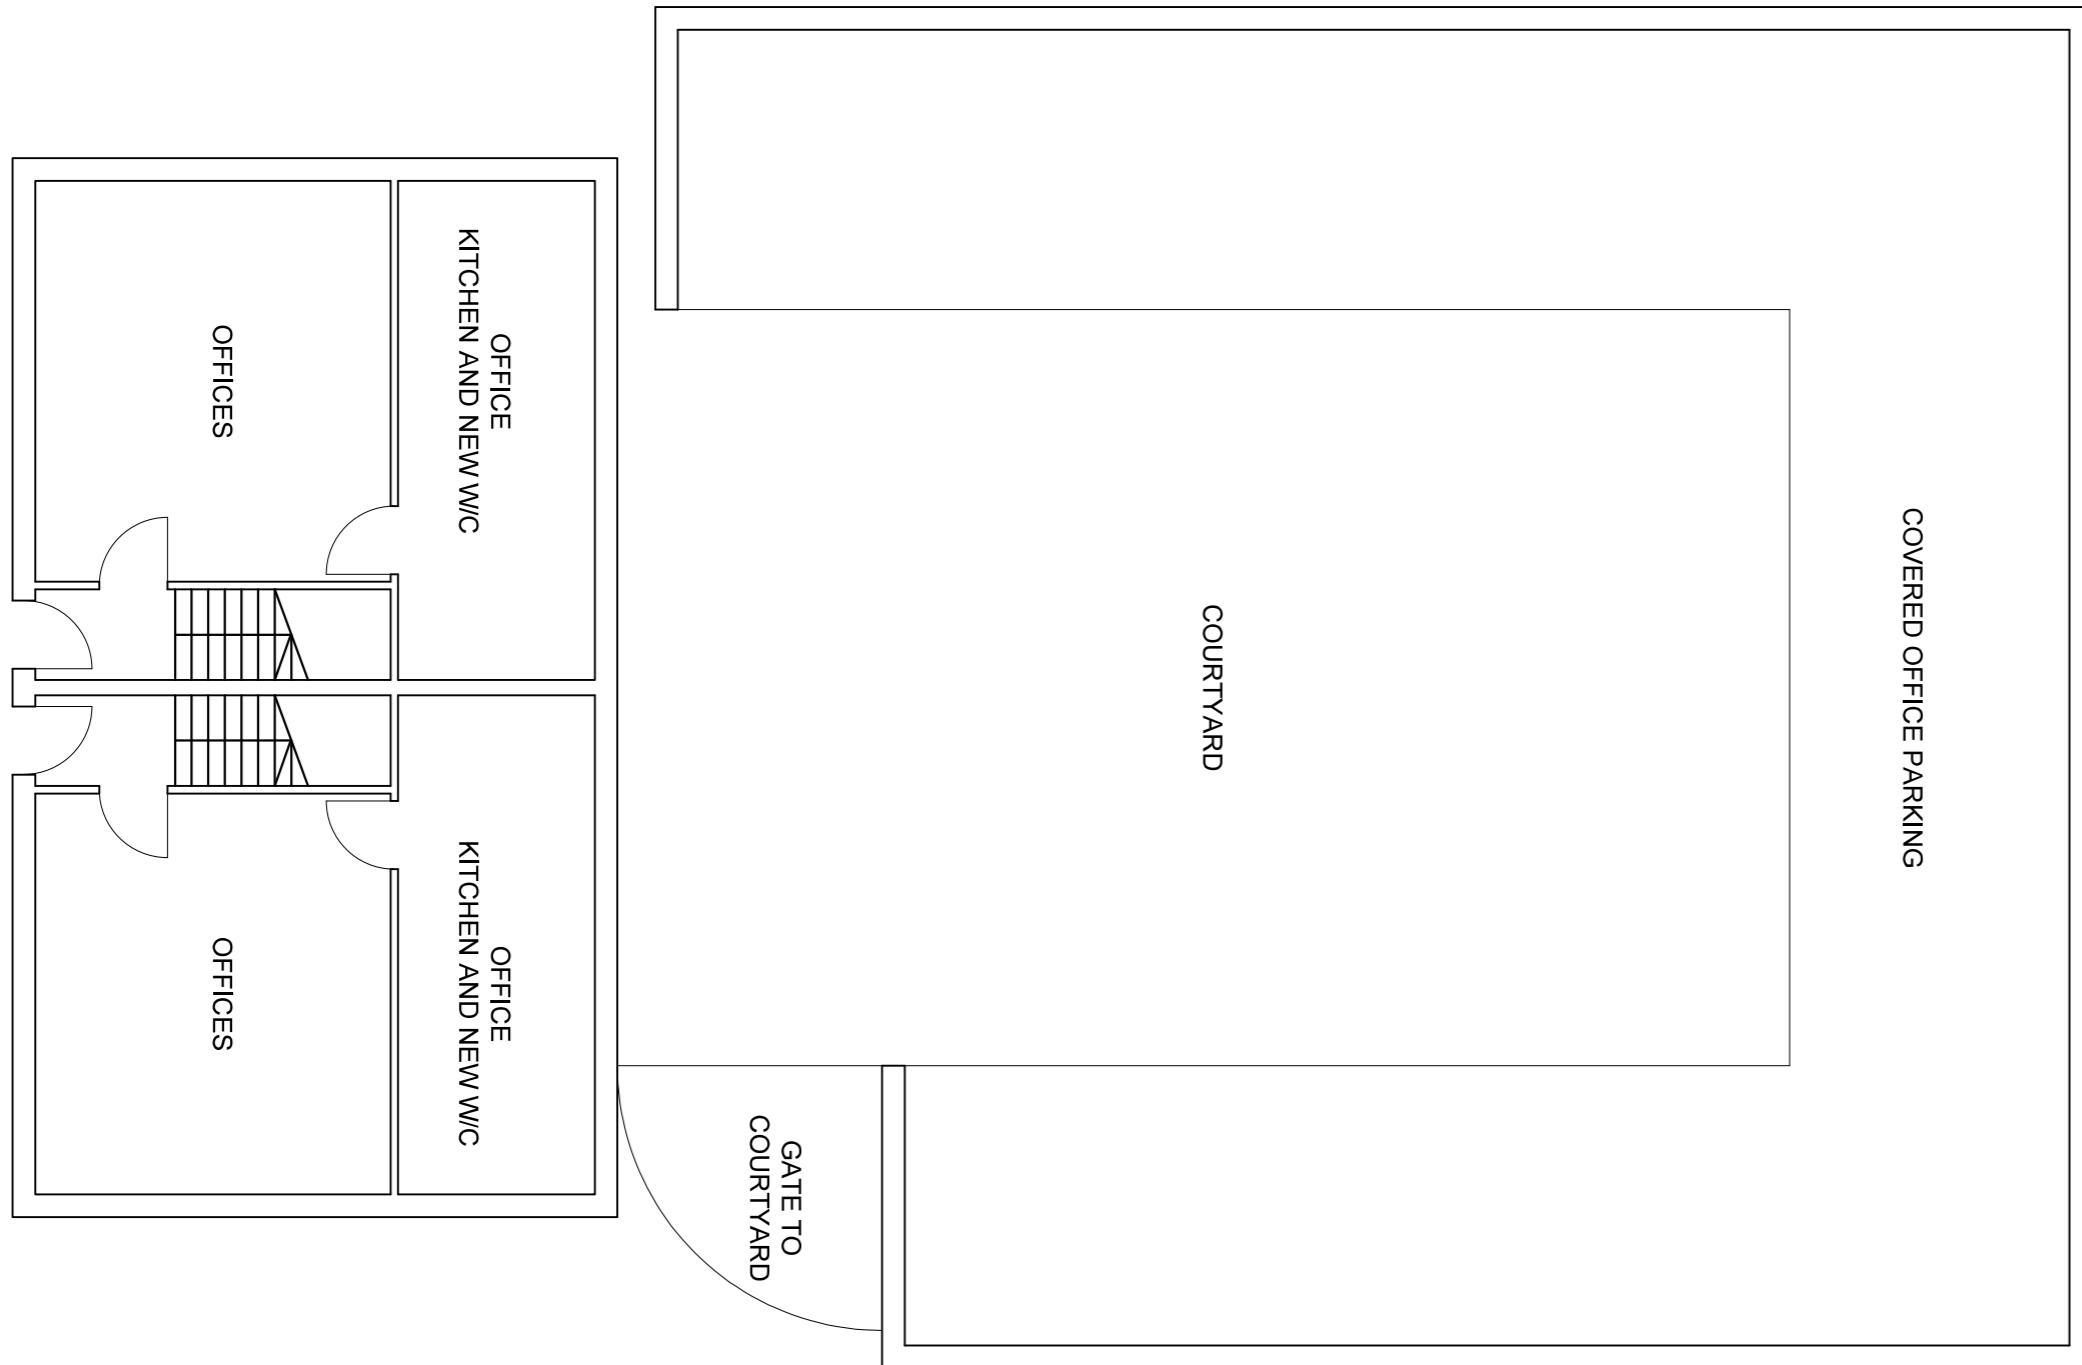 OFFICES
OFFICE
KITCHEN AND NEW W/C
OFFICES
OFFICE
KITCHEN AND NEW W/C
GATE TO
COURTYARD
COURTYARD
COVERED OFFICE PARKING